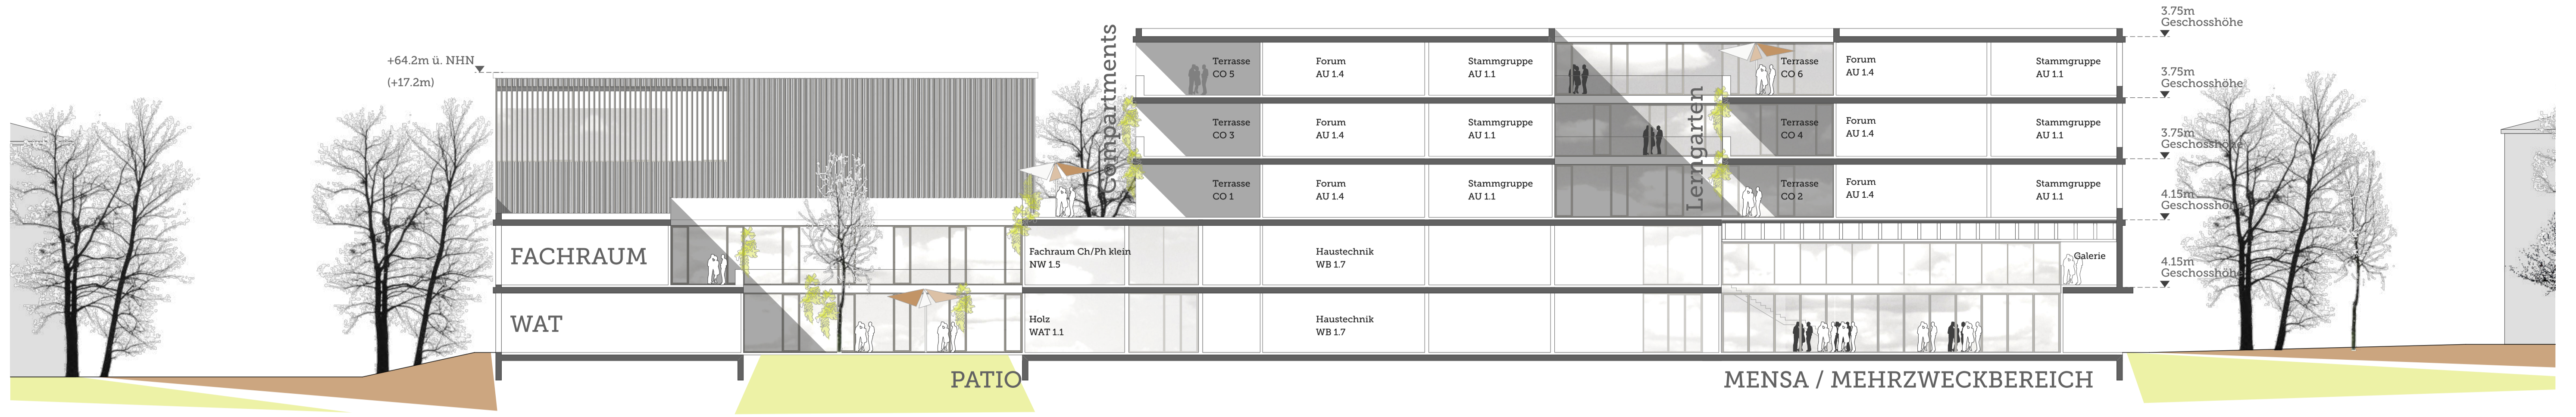 +64.2m ü. NHN
(+17.2m)
Compartments
Lerngarten
3.75m
Geschosshöhe
3.75m
Geschosshöhe
3.75m
Geschosshöhe
4.15m
Geschosshöhe
4.15m
Geschosshöhe
Terrasse
CO 5
Forum
AU 1.4
Stammgruppe
AU 1.1
Terrasse
CO 6
Forum
AU 1.4
Stammgruppe
AU 1.1
Terrasse
CO 3
Forum
AU 1.4
Stammgruppe
AU 1.1
Terrasse
CO 4
Forum
AU 1.4
Stammgruppe
AU 1.1
Terrasse
CO 1
Forum
AU 1.4
Stammgruppe
AU 1.1
Terrasse
CO 2
Forum
AU 1.4
Stammgruppe
AU 1.1
FACHRAUM
Fachraum Ch/Ph klein
NW 1.5
Haustechnik
WB 1.7
Galerie
WAT
Holz
WAT 1.1
Haustechnik
WB 1.7
PATIO
MENSA / MEHRZWECKBEREICH